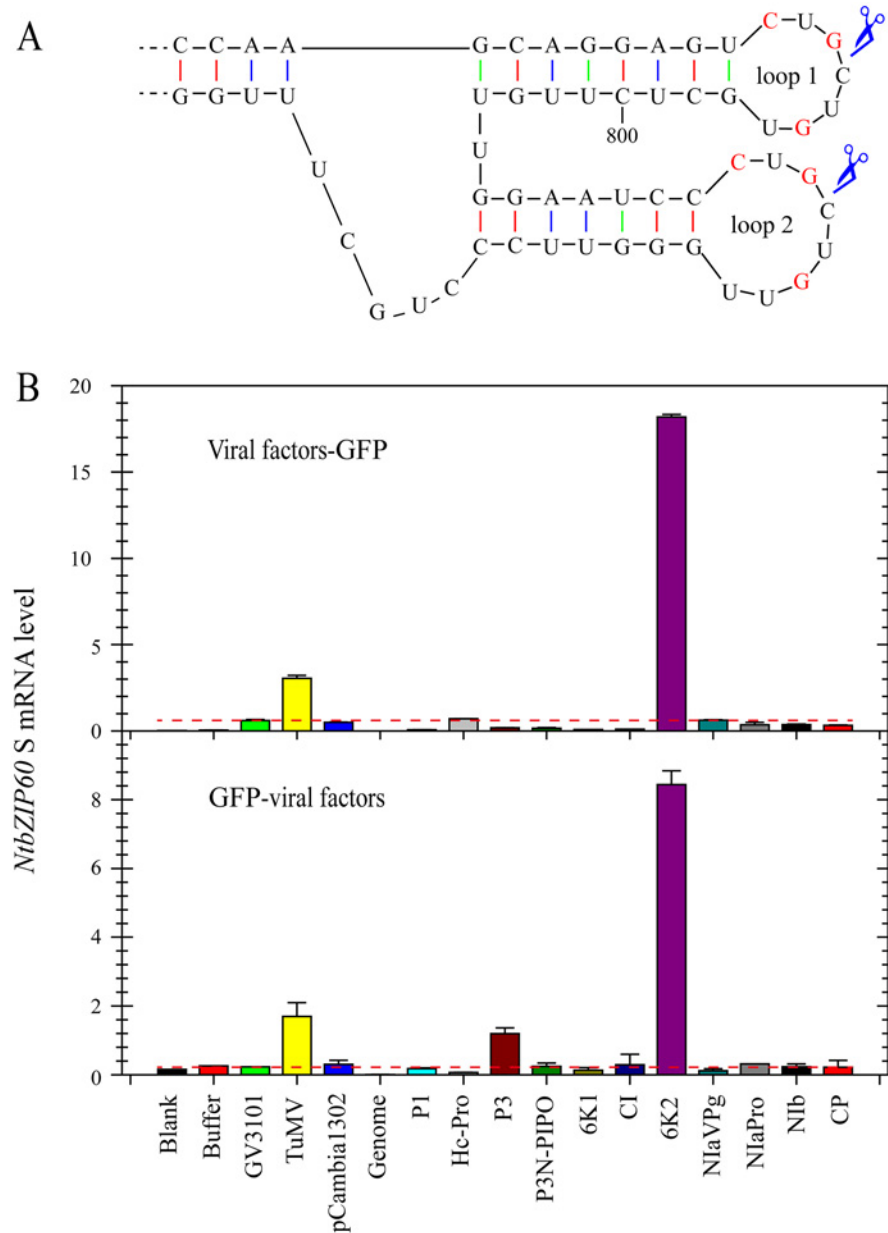 A
C C A A G C A G G A G U C U G
loop 1
C
U
G G U U U G U U C U C G U G
800
U
U
G G A A U C C C U G
loop 2
C
U
C C U U G G G U U G
C
G U C
B
20
Viral factors-GFP
15
10
5
0
GFP-viral factors
8
6
4
2
0
NtbZIP60 S mRNA level
Blank
Buffer
GV3101
TuMV
pCambia1302
Genome
P1
Hc-Pro
P3
P3N-PIPO
6K1
CI
6K2
NIaVPg
NIaPro
NIb
CP